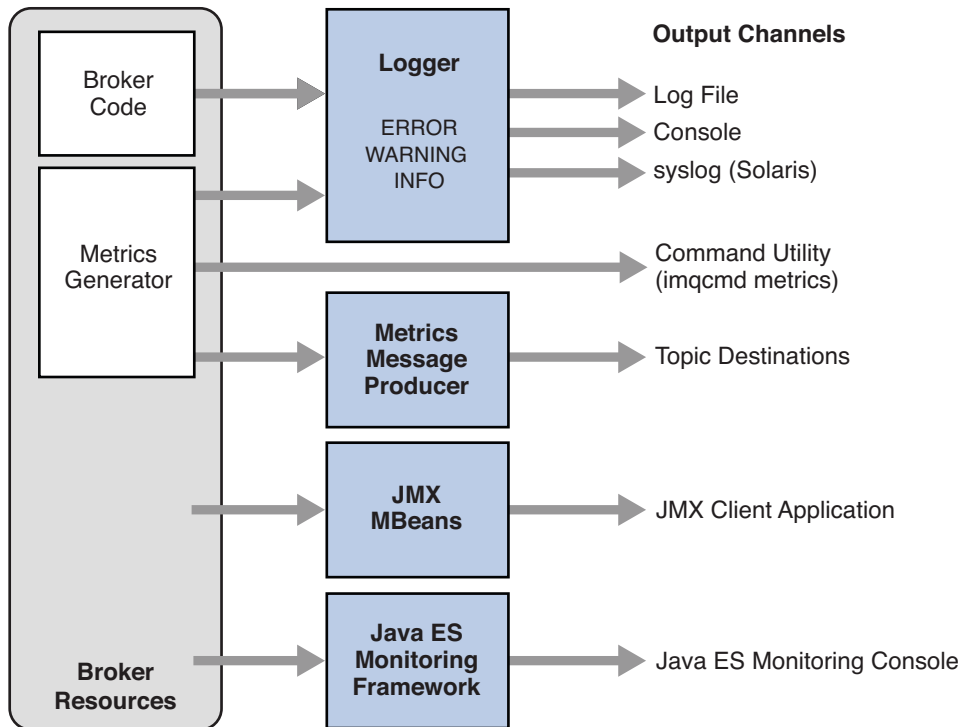 Output Channels
Broker
Code
Logger
ERROR
WARNING
INFO
Log File
Console
syslog (Solaris)
Metrics
Generator
Command Utility
(imqcmd metrics)
Metrics
Message
Producer
Topic Destinations
JMX
MBeans
JMX Client Application
Java ES
Monitoring
Framework
Java ES Monitoring Console
Broker
Resources